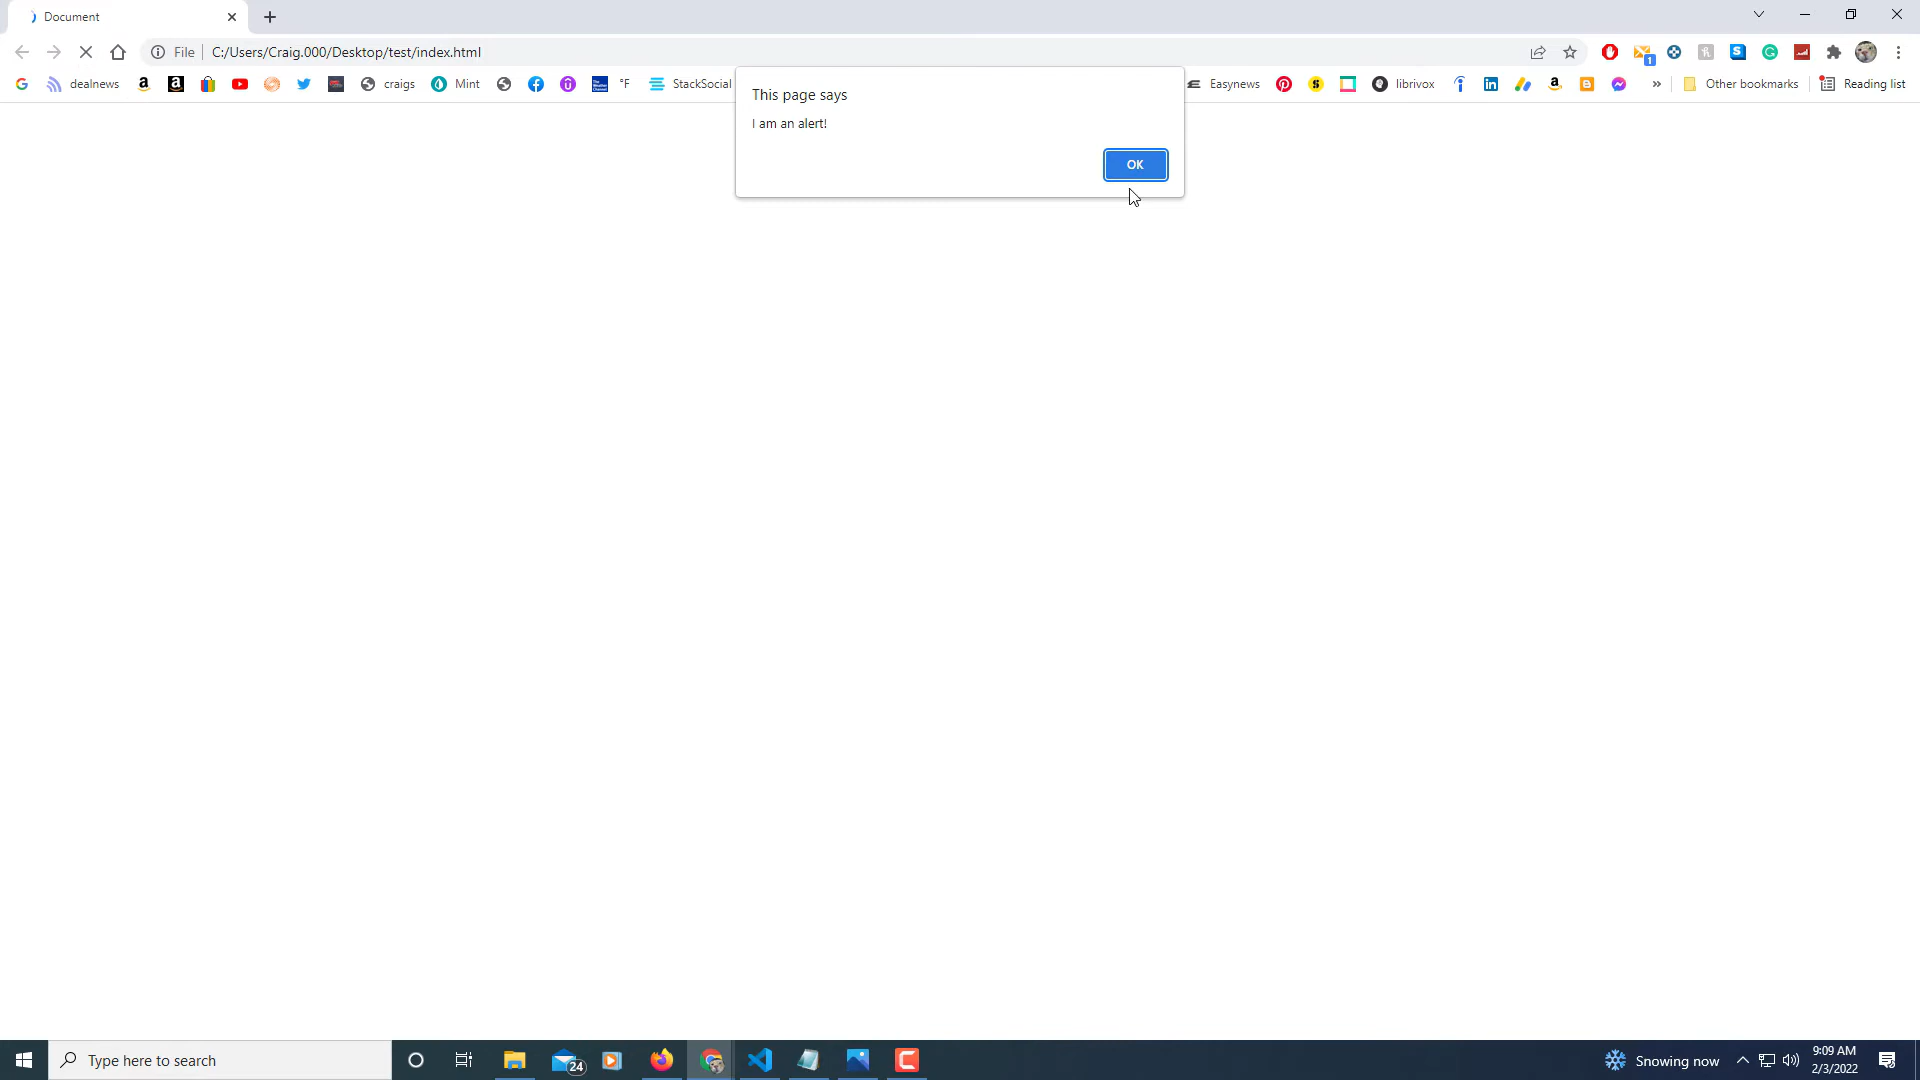 Document
File
C:/Users/Craig.000/Desktop/test/index.html
1
dealnews
craigs
Mint
°F
StackSocial
Easynews
librivox
Other bookmarks
Reading list
This page says
I am an alert!
OK
Type here to search
24
Snowing now
9:09 AM
2/3/2022